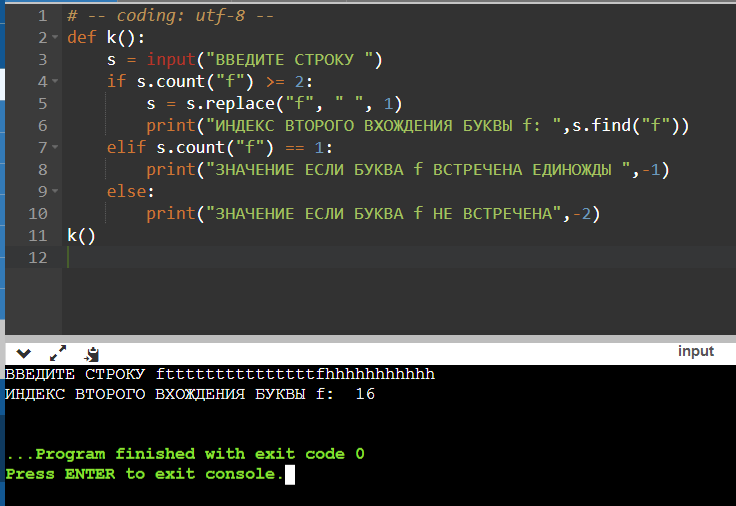 1 # -- coding: utf-8 --
2 def k():
3 s = input("ВВЕДИТЕ СТРОКУ ")
4 if s.count("f") >= 2:
5 s = s.replace("f", " ", 1)
6 print("ИНДЕКС ВТОРОГО ВХОЖДЕНИЯ БУКВЫ f: ",s.find("f"))
7 elif s.count("f") == 1:
8 print("ЗНАЧЕНИЕ ЕСЛИ БУКВА f ВСТРЕЧЕНА ЕДИНОЖДЫ ",-1)
9 else:
10 print("ЗНАЧЕНИЕ ЕСЛИ БУКВА f НЕ ВСТРЕЧЕНА",-2)
11 k()
12
input
ВВЕДИТЕ СТРОКУ ftttttttttttttttfhhhhhhhhhhh
ИНДЕКС ВТОРОГО ВХОЖДЕНИЯ БУКВЫ f:  16
...Program finished with exit code 0
Press ENTER to exit console.